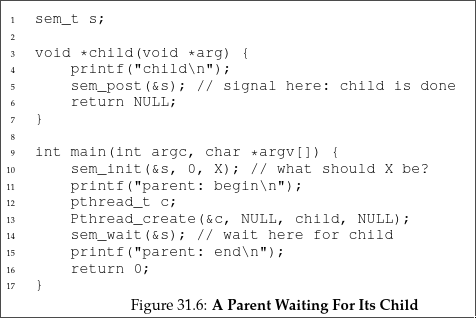 1 sem_t s;
2
3 void *child(void *arg) {
4     printf("child\n");
5     sem_post(&s); // signal here: child is done
6     return NULL;
7 }
8
9 int main(int argc, char *argv[]) {
10     sem_init(&s, 0, X); // what should X be?
11     printf("parent: begin\n");
12     pthread_t c;
13     Pthread_create(&c, NULL, child, NULL);
14     sem_wait(&s); // wait here for child
15     printf("parent: end\n");
16     return 0;
17 }
Figure 31.6: A Parent Waiting For Its Child